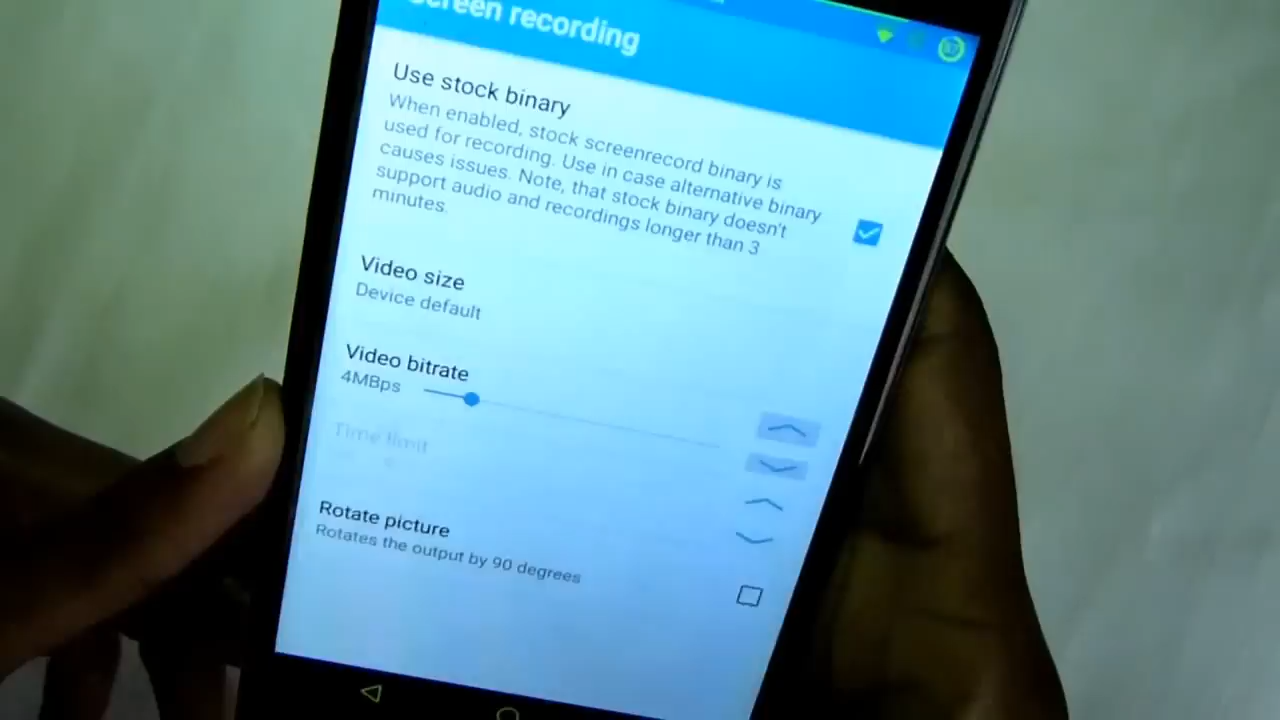 Screen recording
Use stock binary
When enabled, stock screenrecord binary is
used for recording. Use in case alternative binary
causes issues. Note, that stock binary doesn't
support audio and recordings longer than 3
minutes.
Video size
Device default
Video bitrate
4MBps
Time limit
Rotate picture
Rotates the output by 90 degrees